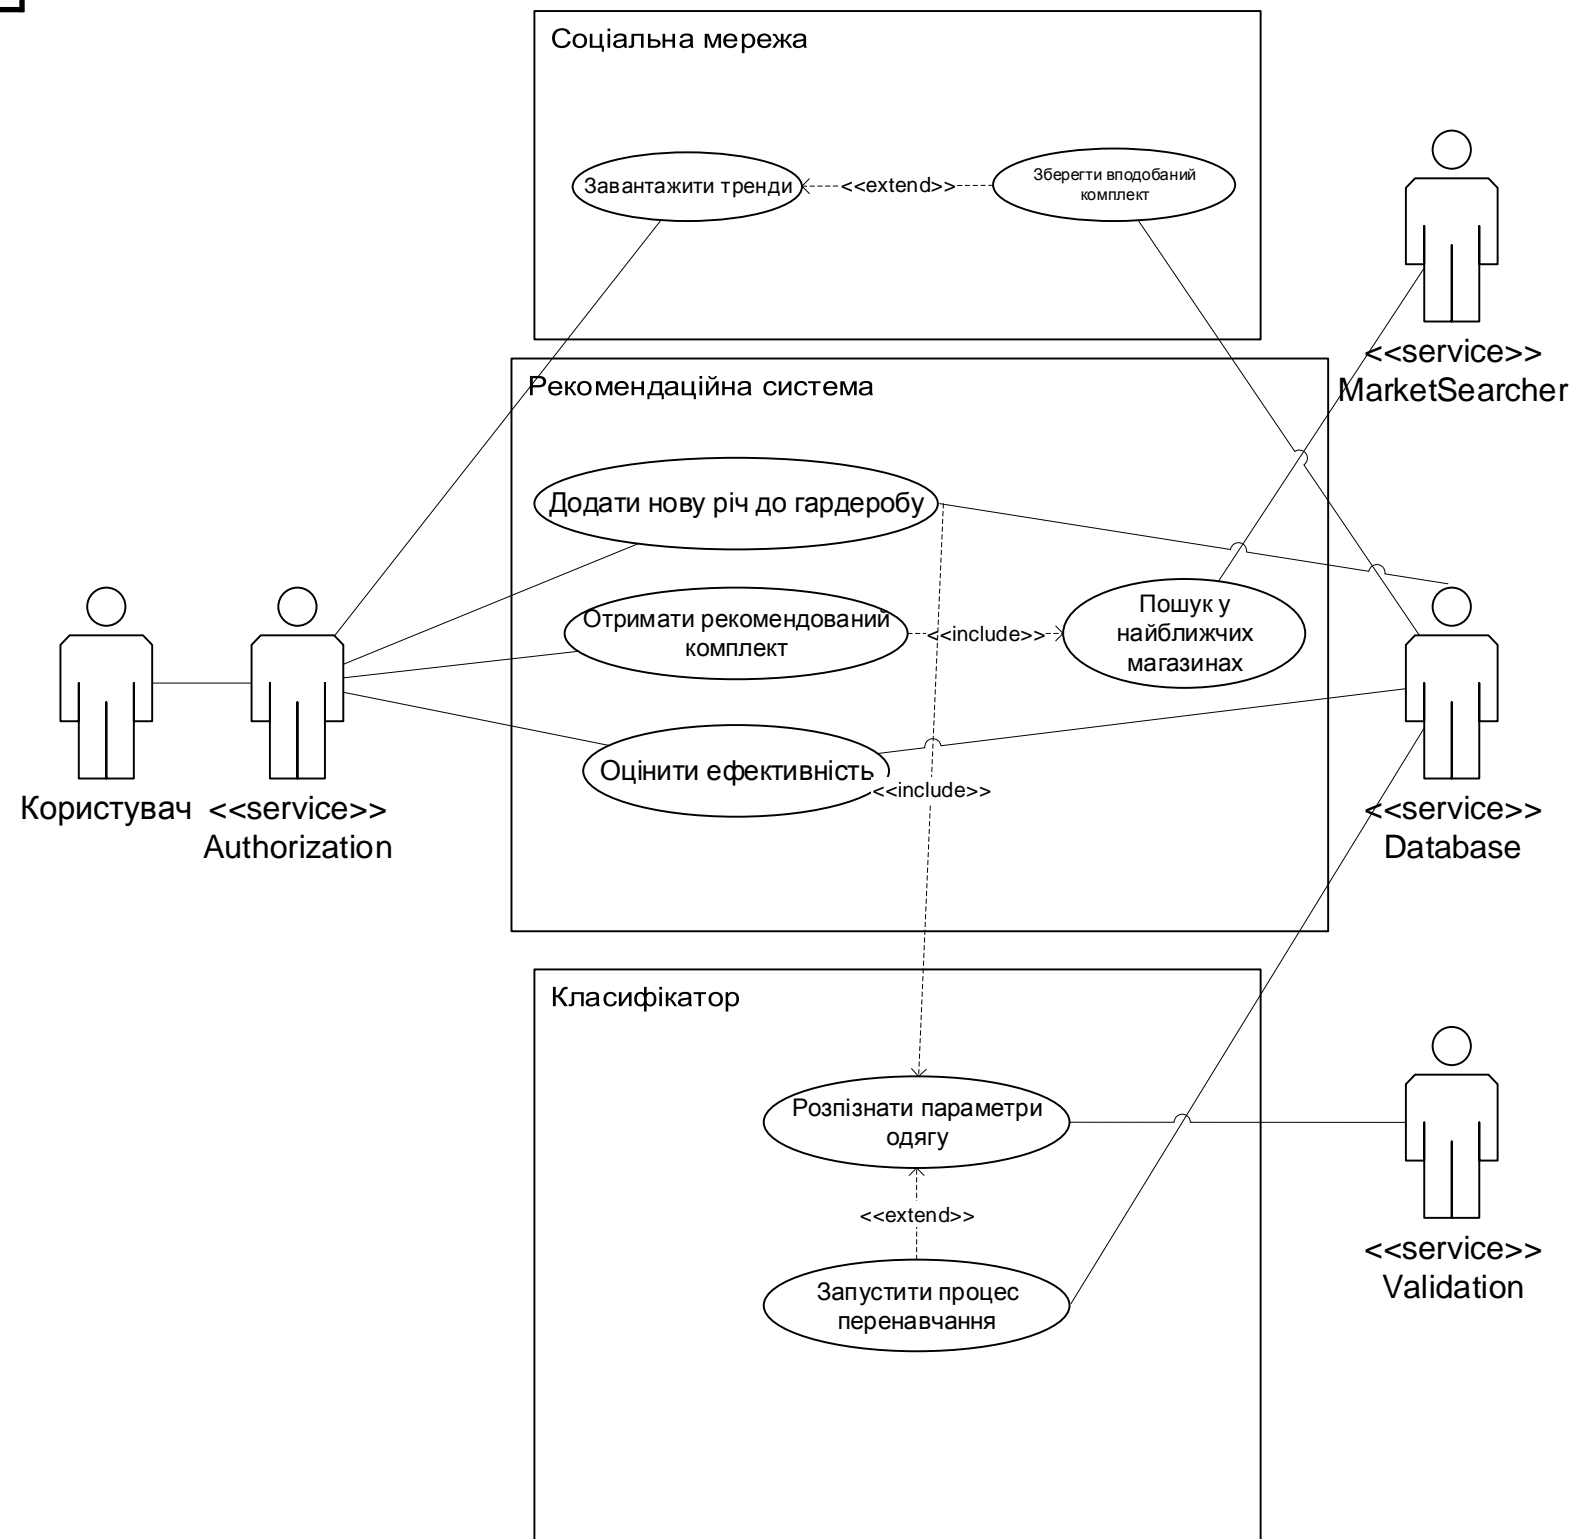 Соціальна мережа
Завантажити тренди
<<extend>>
Зберегти вподобаний
комплект
<<service>>
MarketSearcher
Рекомендаційна система
Додати нову річ до гардеробу
Отримати рекомендований
комплект
<<include>>
Пошук у
найближчих
магазинах
Оцінити ефективність
<<include>>
Користувач
<<service>>
Authorization
<<service>>
Database
Класифікатор
Розпізнати параметри
одягу
<<extend>>
Запустити процес
перенавчання
<<service>>
Validation